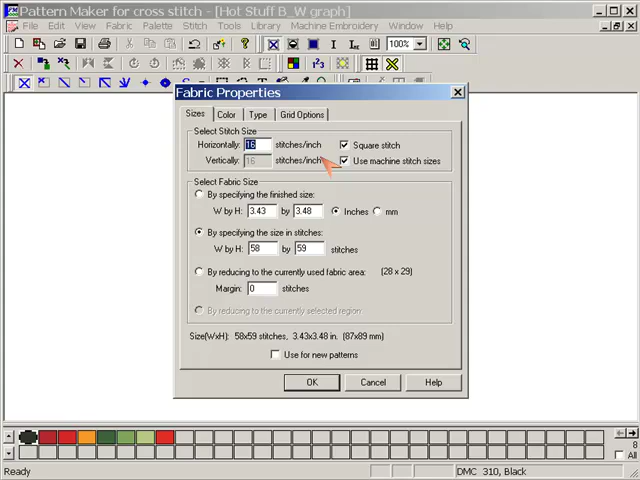 Pattern Maker for cross stitch - [Hot Stuff B_W graph]
File Edit View Fabric Palette Stitch Tools Library Machine Embroidery Window Help
100%
Fabric Properties
Sizes Color Type Grid Options
Select Stitch Size
Horizontally: 16 stitches/inch Square stitch
Vertically: 16 stitches/inch Use machine stitch sizes
Select Fabric Size
By specifying the finished size:
W by H: 3.43 by 3.48 Inches mm
By specifying the size in stitches:
W by H: 58 by 59 stitches
By reducing to the currently used fabric area: (28 x 29)
Margin: 0 stitches
By reducing to the currently selected region:
Size(WxH): 58x59 stitches, 3.43x3.48 in. (87x89 mm)
Use for new patterns
OK Cancel Help
8
All
Ready DMC 310, Black